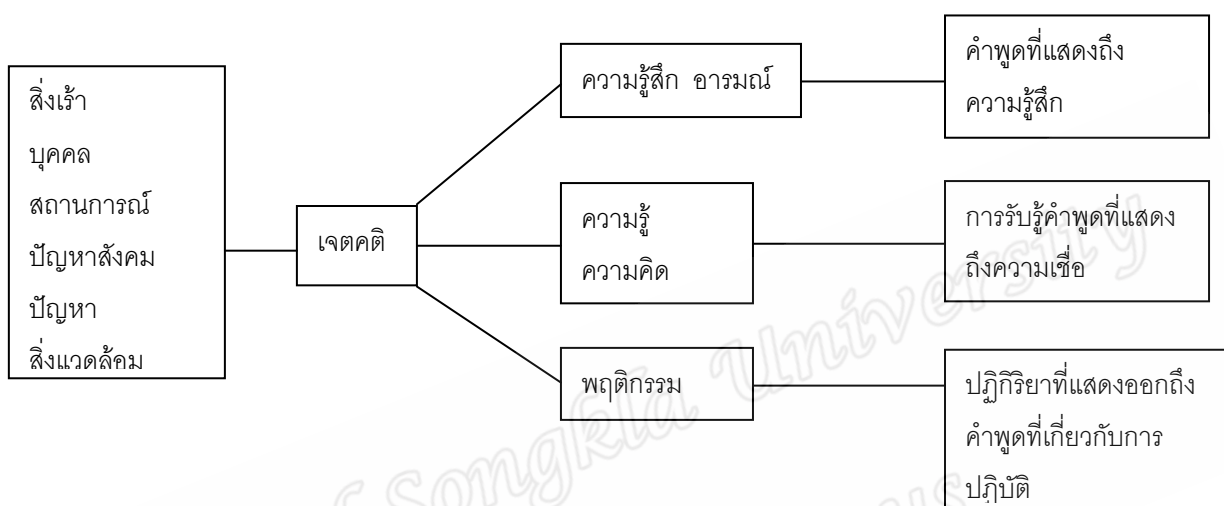 สิ่งเร้า
บุคคล
สถานการณ์
ปัญหาสังคม
ปัญหา
สิ่งแวดล้อม
เจตคติ
ความรู้สึก อารมณ์
คำพูดที่แสดงถึง
ความรู้สึก
ความรู้
ความคิด
การรับรู้คำพูดที่แสดง
ถึงความเชื่อ
พฤติกรรม
ปฏิกิริยาที่แสดงออกถึง
คำพูดที่เกี่ยวกับการ
ปฏิบัติ
f Songkla University